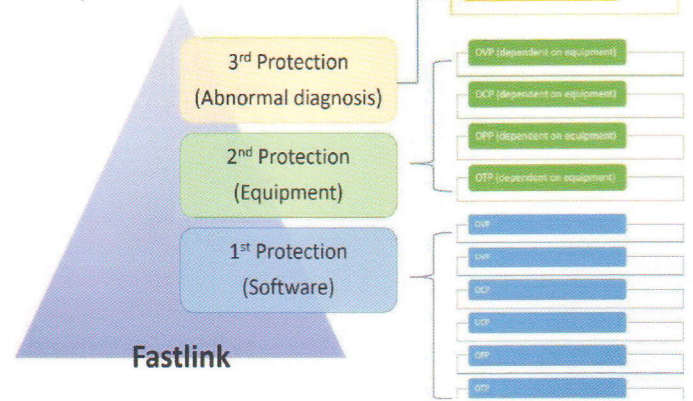 3rd Protection
(Abnormal diagnosis)
2nd Protection
(Equipment)
1st Protection
(Software)
Fastlink
OVP (dependent on equipment)
OCP (dependent on equipment)
OPP (dependent on equipment)
OTP (dependent on equipment)
OVP
UVP
OCP
UCP
OPP
OTP